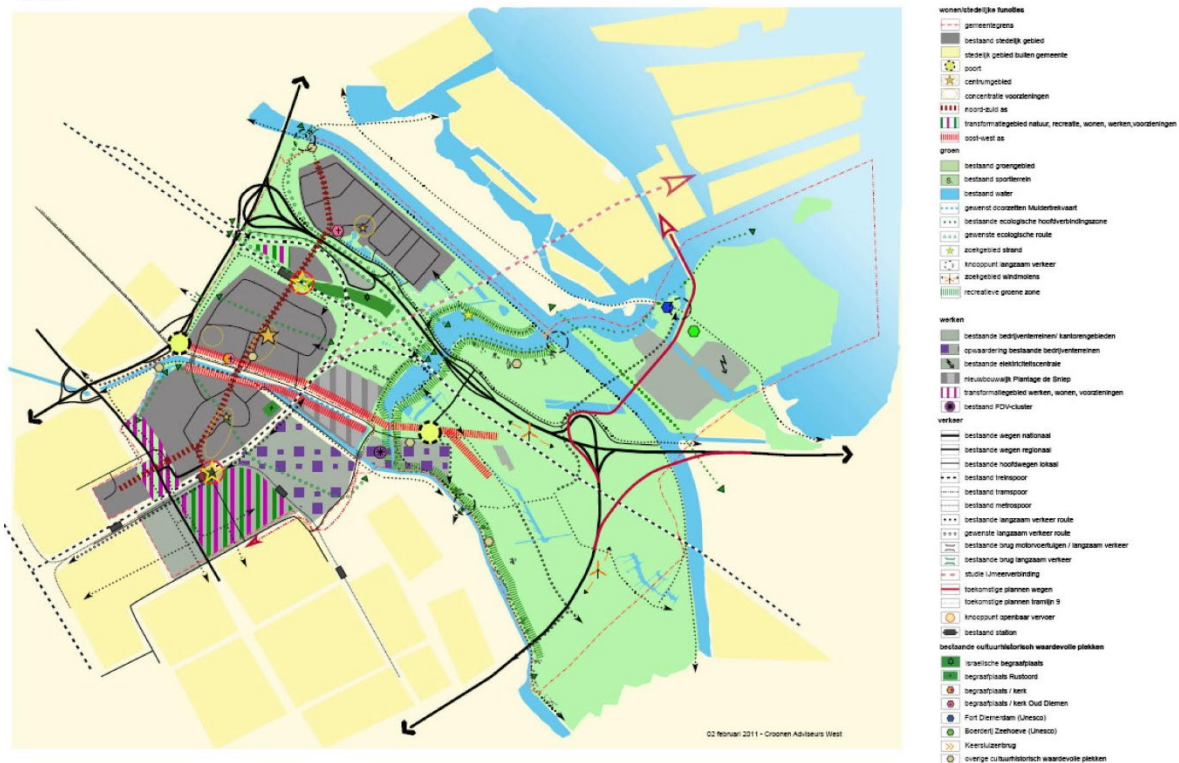 wonen/stedelijke functies
gemeentegrens
bestaand stedelijk gebied
stedelijk gebied buiten gemeente
poort
centrumgebied
concentratie voorzieningen
noord-zuid as
transformatiegebied natuur, recreatie, wonen, werken,voorzieningen
oost-west as
groen
bestaand groengebied
S. bestaand sportterrein
bestaand water
gewenst doorzetten Muidertrekvaart
bestaande ecologische hoofdverbindingszone
gewenste ecologische route
zoekgebied strand
knooppunt langzaam verkeer
zoekgebied windmolens
recreatieve groene zone
werken
bestaande bedrijventerreinen/ kantorengebieden
opwaardering bestaande bedrijventerreinen
bestaande elektriciteitscentrale
nieuwbouwwijk Plantage de Sniep
transformatiegebied werken, wonen, voorzieningen
bestaand PDV-cluster
verkeer
bestaande wegen nationaal
bestaande wegen regionaal
bestaande hoofdwegen lokaal
bestaand treinspoor
bestaand tramspoor
bestaand metrospoor
bestaande langzaam verkeer route
gewenste langzaam verkeer route
bestaande brug motorvoertuigen / langzaam verkeer
bestaande brug langzaam verkeer
studie IJmeerverbinding
toekomstige plannen wegen
toekomstige plannen tramlijn 9
knooppunt openbaar vervoer
bestaand station
bestaande cultuurhistorisch waardevolle plekken
Israelische begraafplaats
begraafplaats Rustoord
begraafplaats / kerk
begraafplaats / kerk Oud Diemen
Fort Diemerdam (Unesco)
Boerderij Zeehoeve (Unesco)
Keersluizenbrug
overige cultuurhistorisch waardevolle plekken
02 februari 2011 - Croonen Adviseurs West